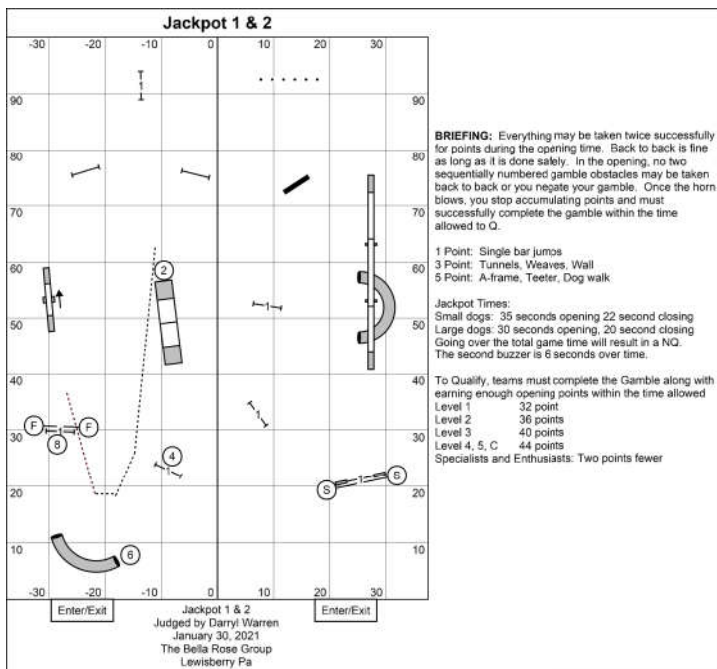 Jackpot 1 & 2
-30 -20 -10 0 10 20 30
1
90 90
80 80
70 70
60 60
2
50 1 50
40 40
1
F 1 F
30 30
8
4
1
S 1 S
20 20
10 10
6
-30 -20 -10 0 10 20 30
Enter/Exit
Enter/Exit
Jackpot 1 & 2
Judged by Darryl Warren
January 30, 2021
The Bella Rose Group
Lewisberry Pa
BRIEFING: Everything may be taken twice successfully
for points during the opening time. Back to back is fine
as long as it is done safely. In the opening, no two
sequentially numbered gamble obstacles may be taken
back to back or you negate your gamble. Once the horn
blows, you stop accumulating points and must
successfully complete the gamble within the time
allowed to Q.
1 Point: Single bar jumps
3 Point: Tunnels, Weaves, Wall
5 Point: A-frame, Teeter, Dog walk
Jackpot Times:
Small dogs: 35 seconds opening 22 second closing
Large dogs: 30 seconds opening, 20 second closing
Going over the total game time will result in a NQ.
The second buzzer is 6 seconds over time.
To Qualify, teams must complete the Gamble along with
earning enough opening points within the time allowed
Level 1 32 point
Level 2 36 points
Level 3 40 points
Level 4, 5, C 44 points
Specialists and Enthusiasts: Two points fewer